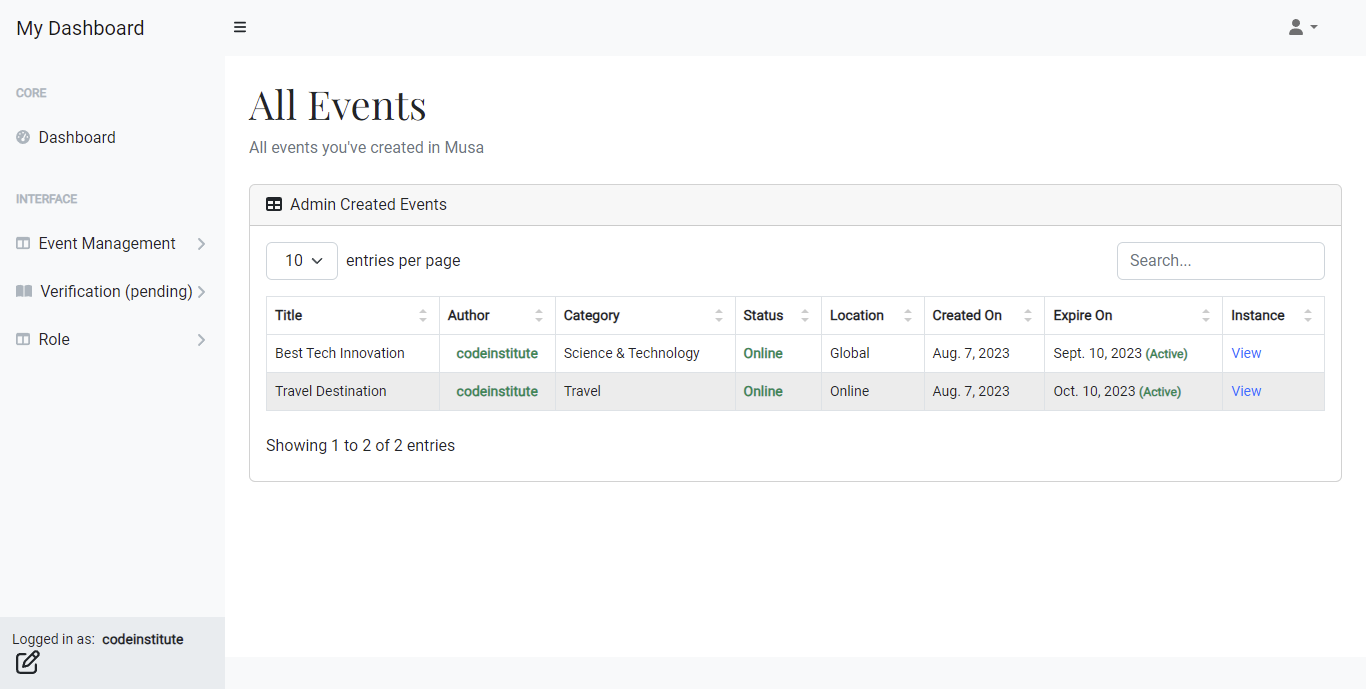 My Dashboard
CORE
Dashboard
INTERFACE
Event Management
Verification (pending)
Role
Logged in as: codeinstitute
All Events
All events you've created in Musa
Admin Created Events
10 entries per page
Search...
Title Author Category Status Location Created On Expire On Instance
Best Tech Innovation codeinstitute Science & Technology Online Global Aug. 7, 2023 Sept. 10, 2023 (Active) View
Travel Destination codeinstitute Travel Online Online Aug. 7, 2023 Oct. 10, 2023 (Active) View
Showing 1 to 2 of 2 entries